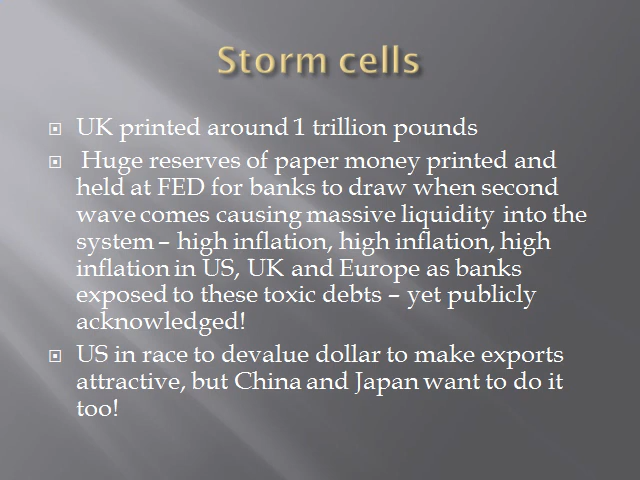 Storm cells
UK printed around 1 trillion pounds
Huge reserves of paper money printed and
held at FED for banks to draw when second
wave comes causing massive liquidity into the
system – high inflation, high inflation, high
inflation in US, UK and Europe as banks
exposed to these toxic debts – yet publicly
acknowledged!
US in race to devalue dollar to make exports
attractive, but China and Japan want to do it
too!